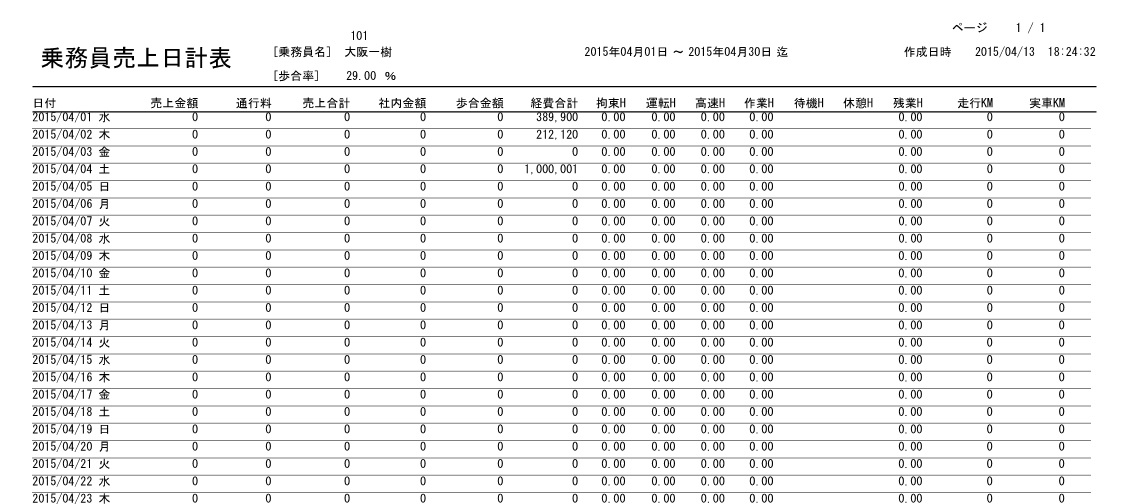 ページ 1 / 1
101
乗務員売上日計表 [乗務員名] 大阪一樹 2015年04月01日 ～ 2015年04月30日 迄 作成日時 2015/04/13 18:24:32
[歩合率] 29.00 %
日付 売上金額 通行料 売上合計 社内金額 歩合金額 経費合計 拘束H 運転H 高速H 作業H 待機H 休憩H 残業H 走行KM 実車KM
2015/04/01 水 0 0 0 0 0 389,900 0.00 0.00 0.00 0.00 0.00 0 0
2015/04/02 木 0 0 0 0 0 212,120 0.00 0.00 0.00 0.00 0.00 0 0
2015/04/03 金 0 0 0 0 0 0 0.00 0.00 0.00 0.00 0.00 0 0
2015/04/04 土 0 0 0 0 0 1,000,001 0.00 0.00 0.00 0.00 0.00 0 0
2015/04/05 日 0 0 0 0 0 0 0.00 0.00 0.00 0.00 0.00 0 0
2015/04/06 月 0 0 0 0 0 0 0.00 0.00 0.00 0.00 0.00 0 0
2015/04/07 火 0 0 0 0 0 0 0.00 0.00 0.00 0.00 0.00 0 0
2015/04/08 水 0 0 0 0 0 0 0.00 0.00 0.00 0.00 0.00 0 0
2015/04/09 木 0 0 0 0 0 0 0.00 0.00 0.00 0.00 0.00 0 0
2015/04/10 金 0 0 0 0 0 0 0.00 0.00 0.00 0.00 0.00 0 0
2015/04/11 土 0 0 0 0 0 0 0.00 0.00 0.00 0.00 0.00 0 0
2015/04/12 日 0 0 0 0 0 0 0.00 0.00 0.00 0.00 0.00 0 0
2015/04/13 月 0 0 0 0 0 0 0.00 0.00 0.00 0.00 0.00 0 0
2015/04/14 火 0 0 0 0 0 0 0.00 0.00 0.00 0.00 0.00 0 0
2015/04/15 水 0 0 0 0 0 0 0.00 0.00 0.00 0.00 0.00 0 0
2015/04/16 木 0 0 0 0 0 0 0.00 0.00 0.00 0.00 0.00 0 0
2015/04/17 金 0 0 0 0 0 0 0.00 0.00 0.00 0.00 0.00 0 0
2015/04/18 土 0 0 0 0 0 0 0.00 0.00 0.00 0.00 0.00 0 0
2015/04/19 日 0 0 0 0 0 0 0.00 0.00 0.00 0.00 0.00 0 0
2015/04/20 月 0 0 0 0 0 0 0.00 0.00 0.00 0.00 0.00 0 0
2015/04/21 火 0 0 0 0 0 0 0.00 0.00 0.00 0.00 0.00 0 0
2015/04/22 水 0 0 0 0 0 0 0.00 0.00 0.00 0.00 0.00 0 0
2015/04/23 木 0 0 0 0 0 0 0.00 0.00 0.00 0.00 0.00 0 0